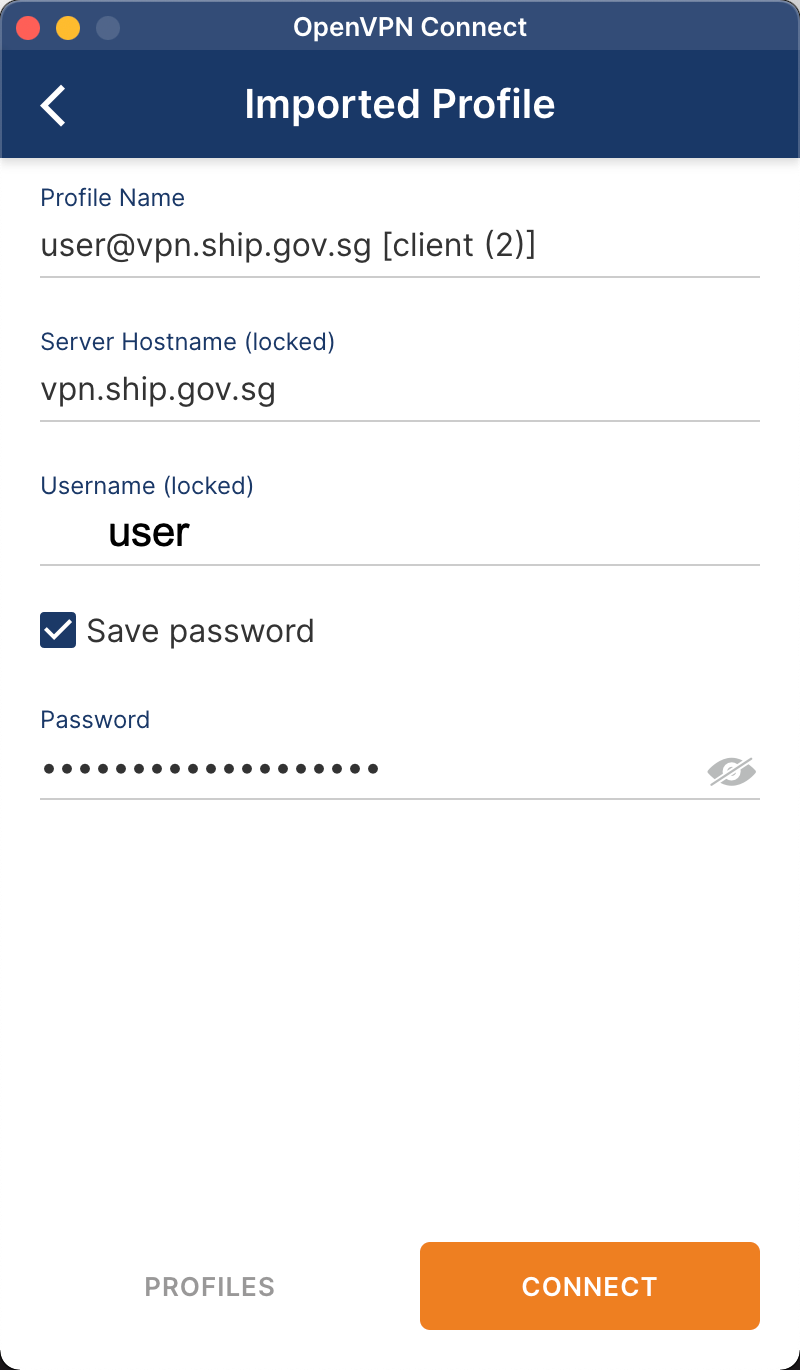 OpenVPN Connect
Imported Profile
Profile Name
user@vpn.ship.gov.sg [client (2)]
Server Hostname (locked)
vpn.ship.gov.sg
Username (locked)
user
Save password
Password
•••••••••••••••••••
PROFILES
CONNECT